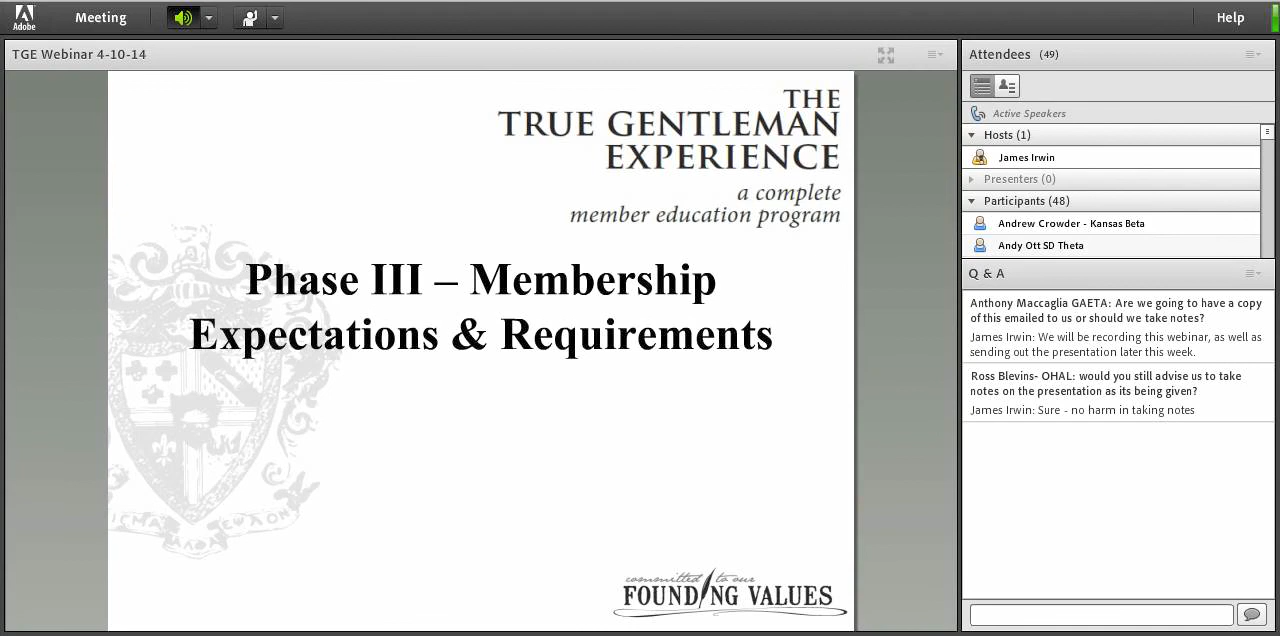 Adobe
Meeting
Help
TGE Webinar 4-10-14
THE
TRUE GENTLEMAN
EXPERIENCE
a complete
member education program
Phase III – Membership
Expectations & Requirements
committed to our
FOUNDING VALUES
Attendees (49)
Active Speakers
Hosts (1)
James Irwin
Presenters (0)
Participants (48)
Andrew Crowder - Kansas Beta
Andy Ott SD Theta
Q & A
Anthony Maccaglia GAETA: Are we going to have a copy
of this emailed to us or should we take notes?
James Irwin: We will be recording this webinar, as well as
sending out the presentation later this week.
Ross Blevins- OHAL: would you still advise us to take
notes on the presentation as its being given?
James Irwin: Sure - no harm in taking notes